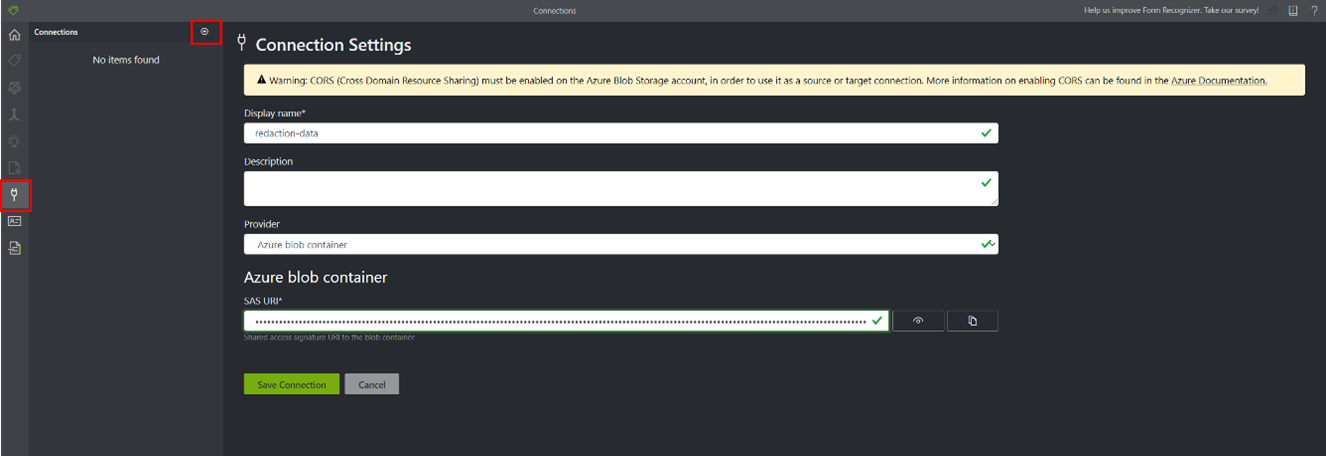 Connections
Help us improve Form Recognizer. Take our survey!
Connections
No items found
Connection Settings
Warning: CORS (Cross Domain Resource Sharing) must be enabled on the Azure Blob Storage account, in order to use it as a source or target connection. More information on enabling CORS can be found in the Azure Documentation.
Display name*
redaction-data
Description
Provider
Azure blob container
Azure blob container
SAS URI*
Shared access signature URI to the blob container
Save Connection
Cancel